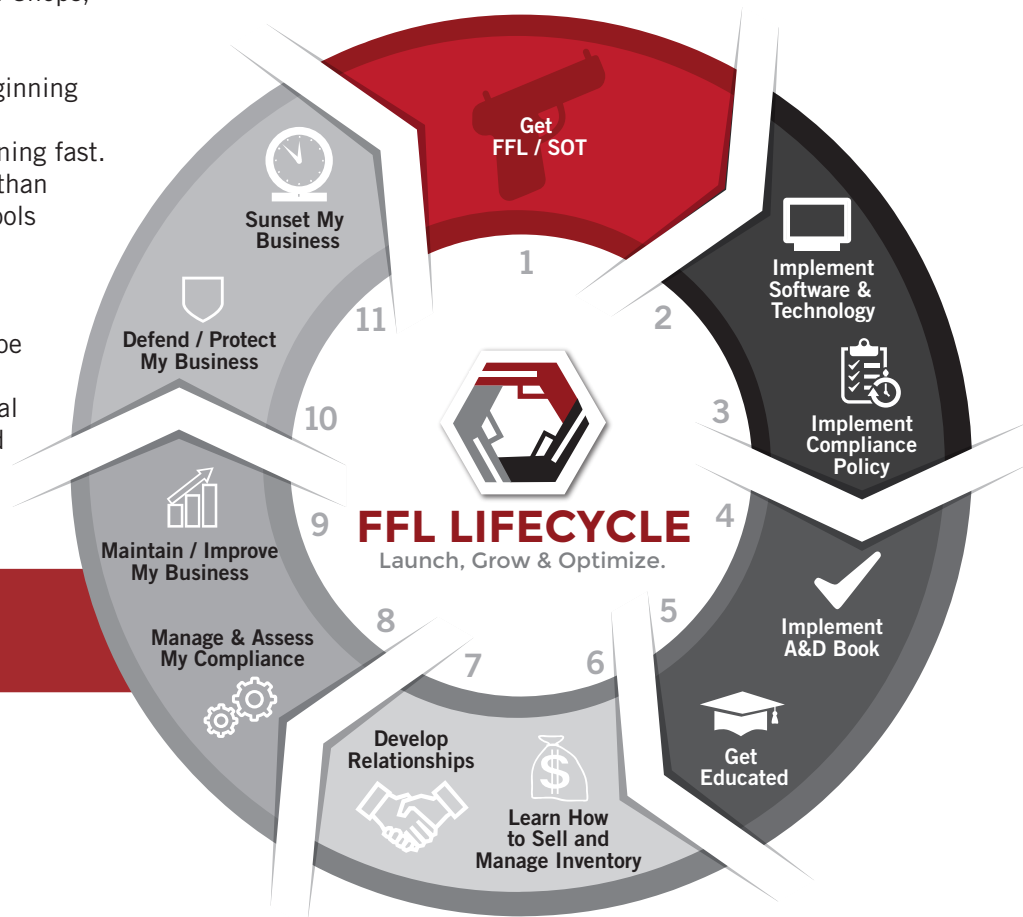 ginning
ning fast.
than
ools
be
al
d
Get
FFL / SOT
1
Implement
Software &
Technology
2
Implement
Compliance
Policy
3
Implement
A&D Book
4
Get
Educated
5
Learn How
to Sell and
Manage Inventory
6
Develop
Relationships
7
Manage & Assess
My Compliance
8
Maintain / Improve
My Business
9
Defend / Protect
My Business
10
Sunset My
Business
11
FFL LIFECYCLE
Launch, Grow & Optimize.
$